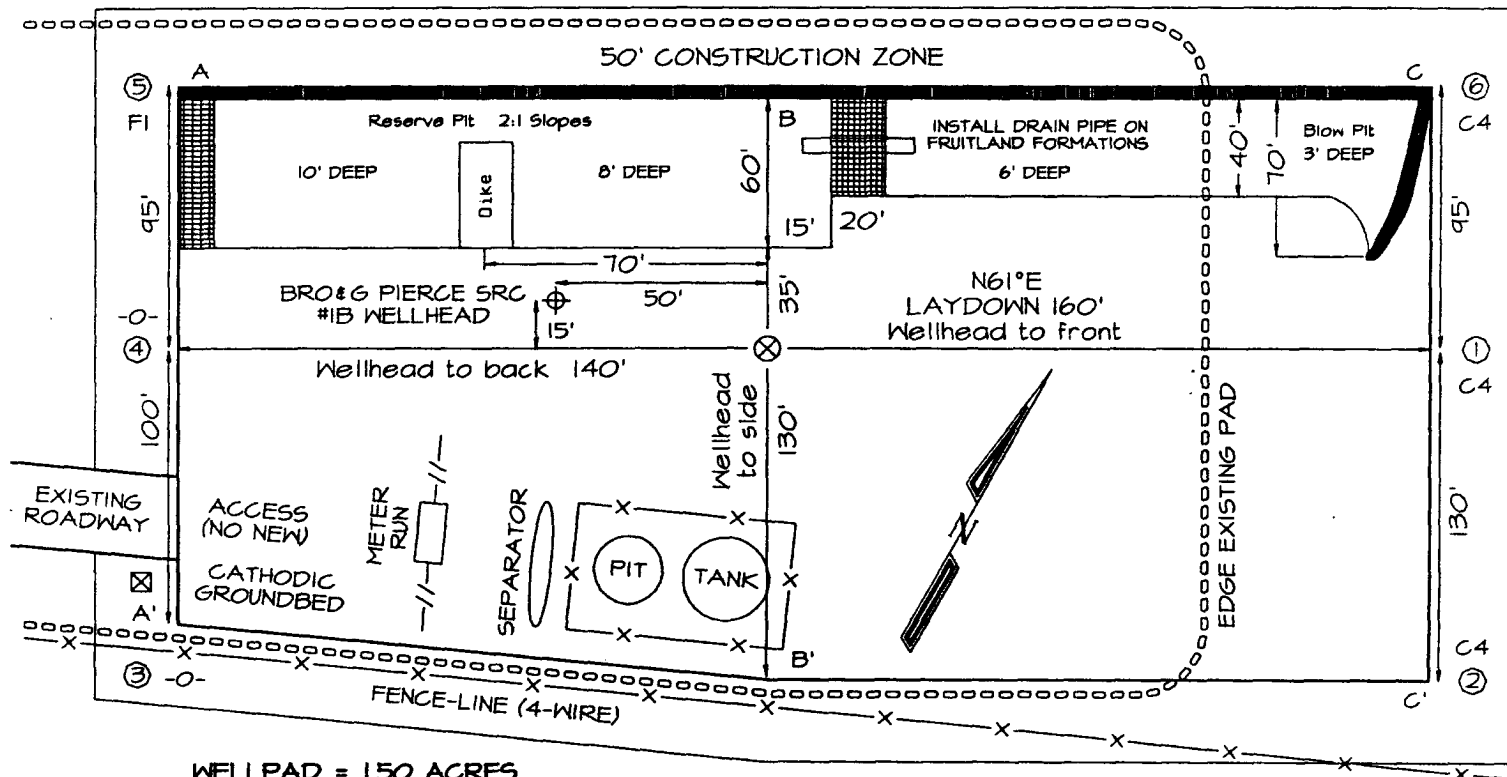 50' CONSTRUCTION ZONE
A
C
5
6
F1
C4
Reserve Pit 2:1 Slopes
B
INSTALL DRAIN PIPE ON
FRUITLAND FORMATIONS
Blow Pit
3' DEEP
10' DEEP
8' DEEP
6' DEEP
Dike
60'
40'
70'
95'
95'
15'
20'
70'
50'
35'
BRO&G PIERCE SRC
#1B WELLHEAD
15'
N61°E
LAYDOWN 160'
Wellhead to front
-0-
4
1
Wellhead to back 140'
C4
100'
Wellhead
to side
130'
130'
EXISTING
ROADWAY
ACCESS
(NO NEW)
METER
RUN
SEPARATOR
PIT
TANK
N
EDGE EXISTING PAD
CATHODIC
GROUNDBED
A'
B'
C4
3
-0-
2
C'
FENCE-LINE (4-WIRE)
WELLPAD = 1.50 ACRES